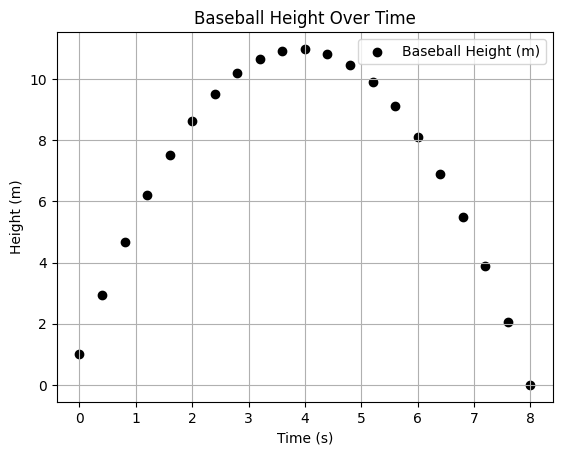 Baseball Height Over Time
Baseball Height (m)
Height (m)
10
8
6
4
2
0
0 1 2 3 4 5 6 7 8
Time (s)